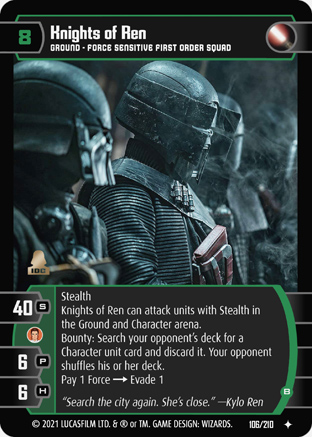 8
Knights of Ren
GROUND - FORCE SENSITIVE FIRST ORDER SQUAD
IDC
40 S
6 P
6 H
Stealth
Knights of Ren can attack units with Stealth in
the Ground and Character arena.
Bounty: Search your opponent's deck for a
Character unit card and discard it. Your opponent
shuffles his or her deck.
Pay 1 Force → Evade 1
B
"Search the city again. She's close." —Kylo Ren
© 2021 LUCASFILM LTD. & ® or TM. GAME DESIGN: WIZARDS.
106/210